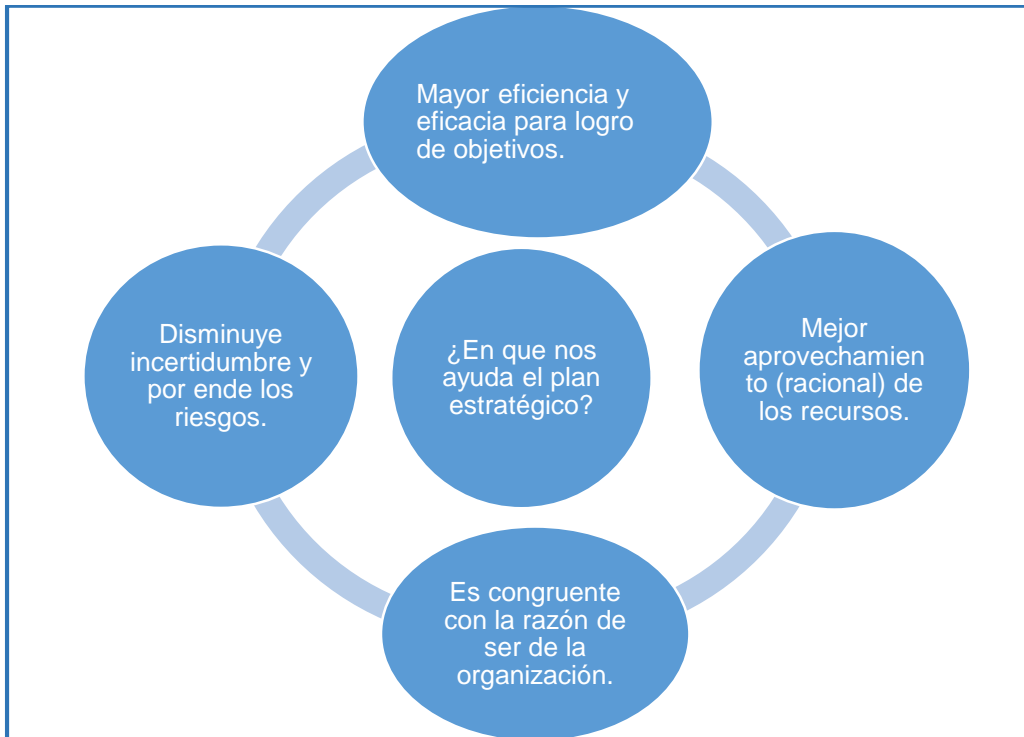 Mayor eficiencia y
eficacia para logro
de objetivos.
Disminuye
incertidumbre y
por ende los
riesgos.
¿En que nos
ayuda el plan
estratégico?
Mejor
aprovechamien
to (racional) de
los recursos.
Es congruente
con la razón de
ser de la
organización.